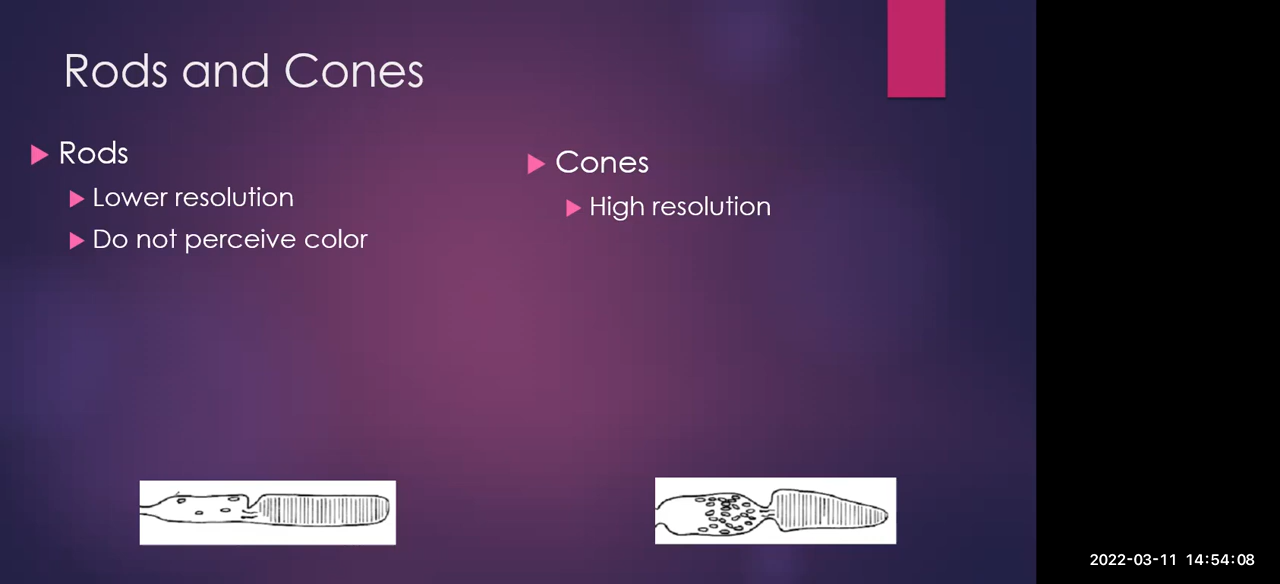 Rods and Cones
Rods
Lower resolution
Do not perceive color
Cones
High resolution
2022-03-11 14:54:08